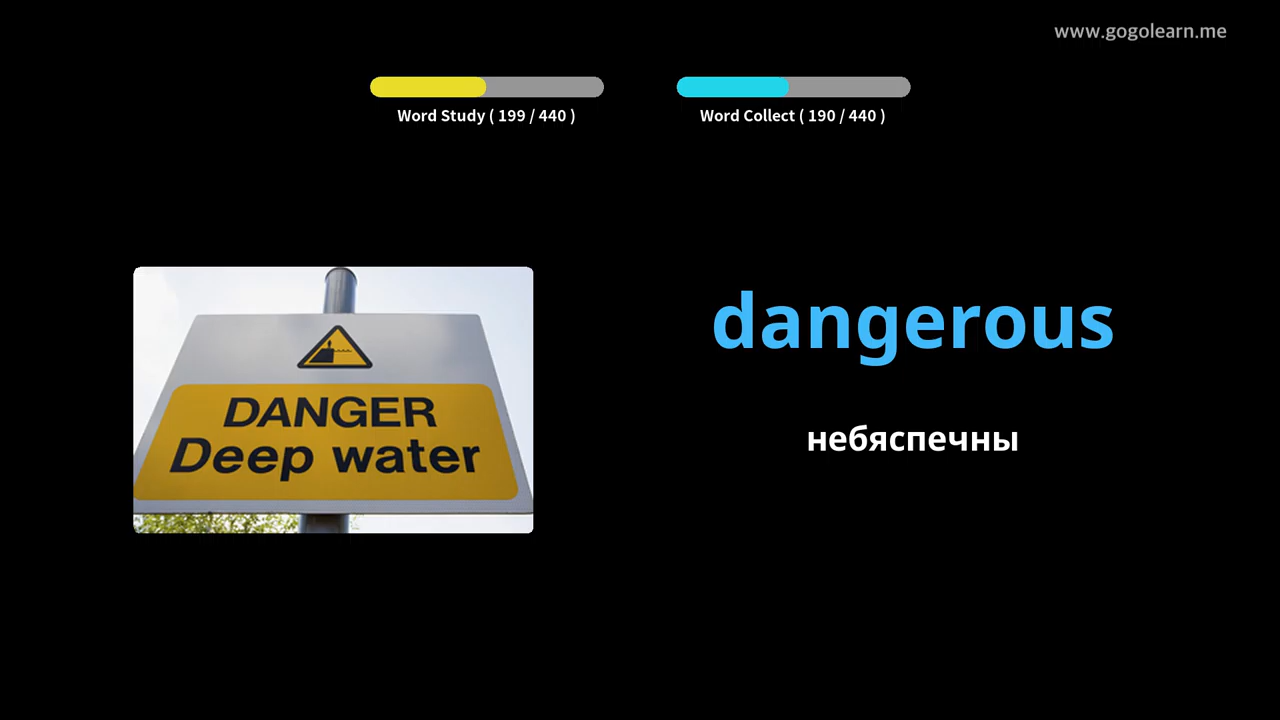 www.gogolearn.me
Word Study ( 199 / 440 )
Word Collect ( 190 / 440 )
DANGER
Deep water
dangerous
небяспечны